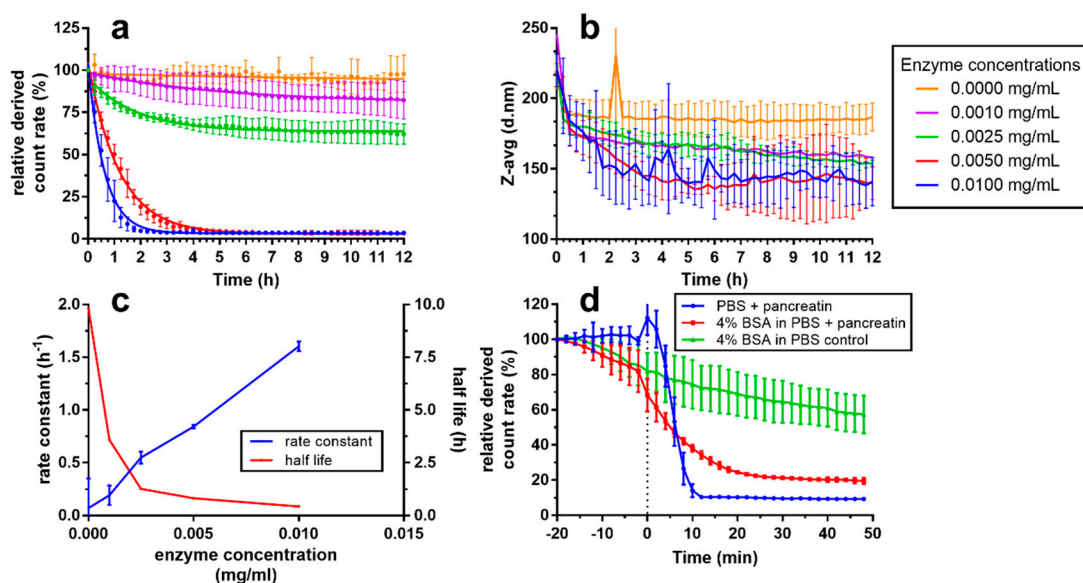 a
125
100
75
50
25
0
relative derived
count rate (%)
0 1 2 3 4 5 6 7 8 9 10 11 12
Time (h)
b
250
200
150
100
Z-avg (d.nm)
0 1 2 3 4 5 6 7 8 9 10 11 12
Time (h)
Enzyme concentrations
0.0000 mg/mL
0.0010 mg/mL
0.0025 mg/mL
0.0050 mg/mL
0.0100 mg/mL
c
2.0
1.5
1.0
0.5
0.0
rate constant (h-1)
10.0
7.5
5.0
2.5
0.0
half life (h)
rate constant
half life
0.000 0.005 0.010 0.015
enzyme concentration
(mg/ml)
d
120
100
80
60
40
20
0
relative derived
count rate (%)
PBS + pancreatin
4% BSA in PBS + pancreatin
4% BSA in PBS control
-20 -10 0 10 20 30 40 50
Time (min)